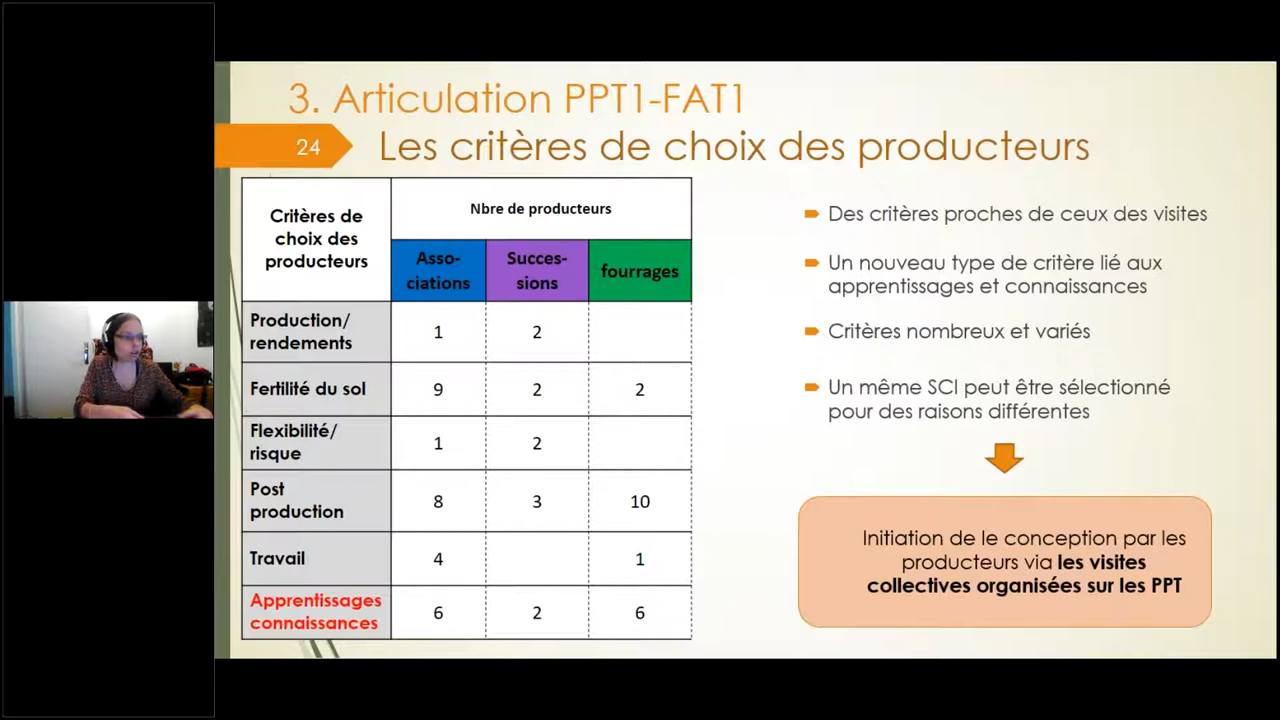 3. Articulation PPT1-FAT1
24
Les critères de choix des producteurs
Critères de
choix des
producteurs
Nbre de producteurs
Asso-
ciations
Succes-
sions
fourrages
Production/
rendements
1
2
Fertilité du sol
9
2
2
Flexibilité/
risque
1
2
Post
production
8
3
10
Travail
4
1
Apprentissages
connaissances
6
2
6
Des critères proches de ceux des visites
Un nouveau type de critère lié aux
apprentissages et connaissances
Critères nombreux et variés
Un même SCI peut être sélectionné
pour des raisons différentes
Initiation de le conception par les
producteurs via les visites
collectives organisées sur les PPT